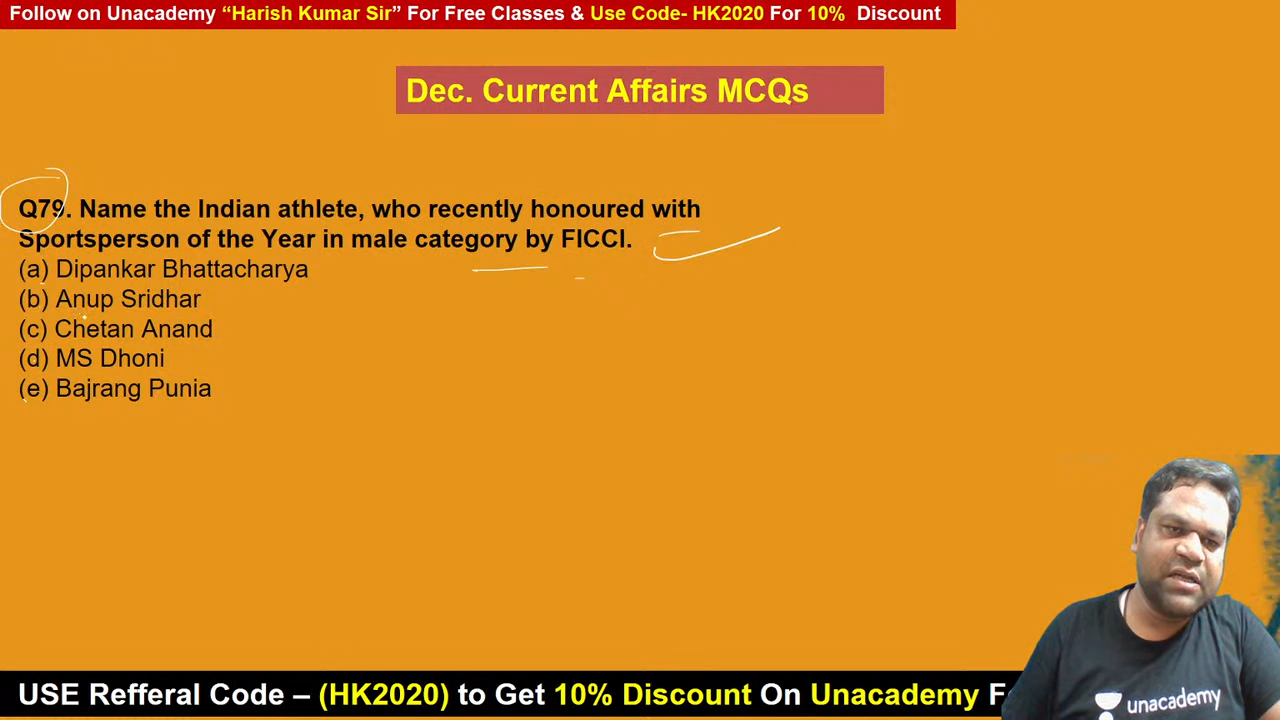 Follow on Unacademy “Harish Kumar Sir” For Free Classes & Use Code- HK2020 For 10% Discount
Dec. Current Affairs MCQs
Q79. Name the Indian athlete, who recently honoured with
Sportsperson of the Year in male category by FICCI.
(a) Dipankar Bhattacharya
(b) Anup Sridhar
(c) Chetan Anand
(d) MS Dhoni
(e) Bajrang Punia
USE Refferal Code – (HK2020) to Get 10% Discount On Unacademy
unacademy